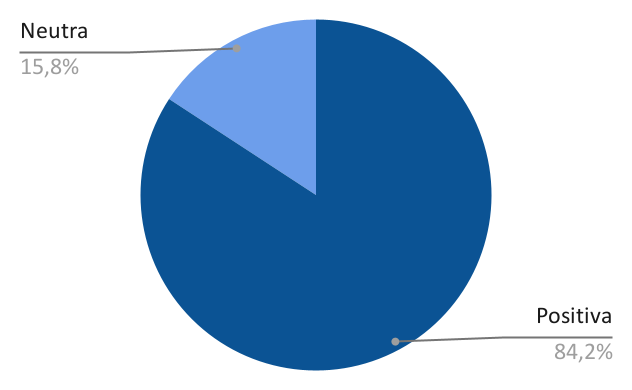 Neutra
15,8%
Positiva
84,2%